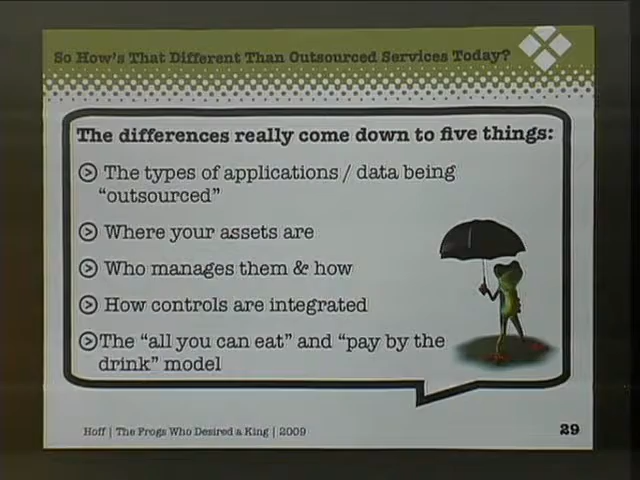 So How's That Different Than Outsourced Services Today?
The differences really come down to five things:
The types of applications / data being
"outsourced"
Where your assets are
Who manages them & how
How controls are integrated
The "all you can eat" and "pay by the
drink" model
Hoff | The Frogs Who Desired a King | 2009
29